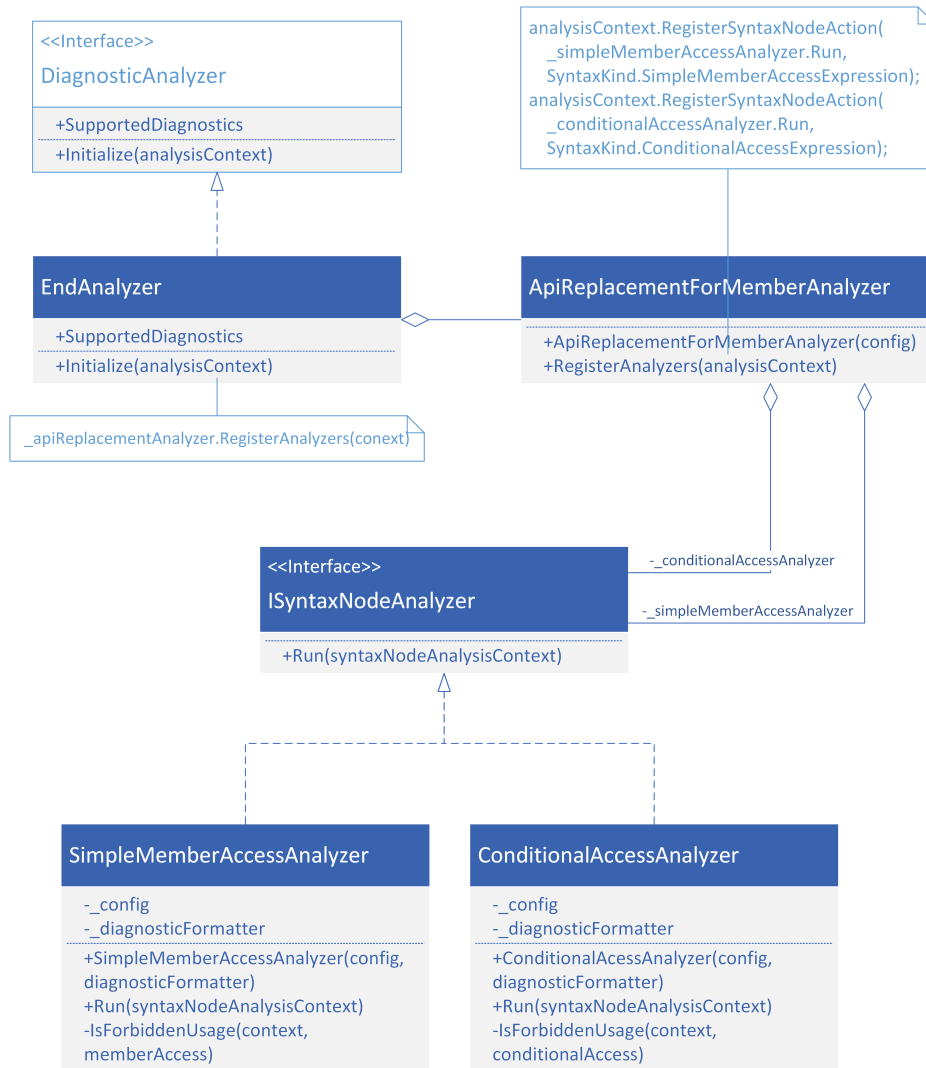 <<Interface>>
DiagnosticAnalyzer
+SupportedDiagnostics
+Initialize(analysisContext)
analysisContext.RegisterSyntaxNodeAction(
_simpleMemberAccessAnalyzer.Run,
SyntaxKind.SimpleMemberAccessExpression);
analysisContext.RegisterSyntaxNodeAction(
_conditionalAccessAnalyzer.Run,
SyntaxKind.ConditionalAccessExpression);
EndAnalyzer
+SupportedDiagnostics
+Initialize(analysisContext)
ApiReplacementForMemberAnalyzer
+ApiReplacementForMemberAnalyzer(config)
+RegisterAnalyzers(analysisContext)
_apiReplacementAnalyzer.RegisterAnalyzers(conext)
<<Interface>>
ISyntaxNodeAnalyzer
+Run(syntaxNodeAnalysisContext)
-_conditionalAccessAnalyzer
-_simpleMemberAccessAnalyzer
SimpleMemberAccessAnalyzer
-_config
-_diagnosticFormatter
+SimpleMemberAccessAnalyzer(config,
diagnosticFormatter)
+Run(syntaxNodeAnalysisContext)
-IsForbiddenUsage(context,
memberAccess)
ConditionalAccessAnalyzer
-_config
-_diagnosticFormatter
+ConditionalAcessAnalyzer(config,
diagnosticFormatter)
+Run(syntaxNodeAnalysisContext)
-IsForbiddenUsage(context,
conditionalAccess)